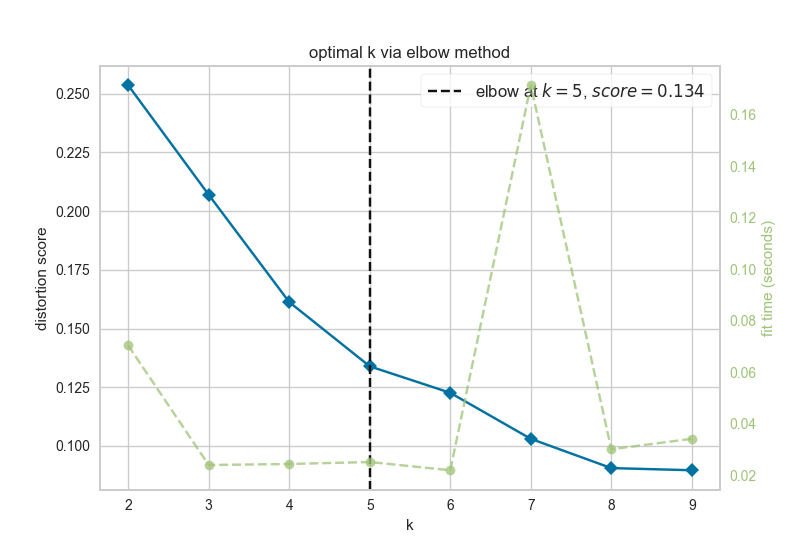 optimal k via elbow method
elbow at k = 5, score = 0.134
distortion score
0.250
0.225
0.200
0.175
0.150
0.125
0.100
0.16
0.14
0.12
0.10
0.08
0.06
0.04
0.02
fit time (seconds)
2 3 4 5 6 7 8 9
k